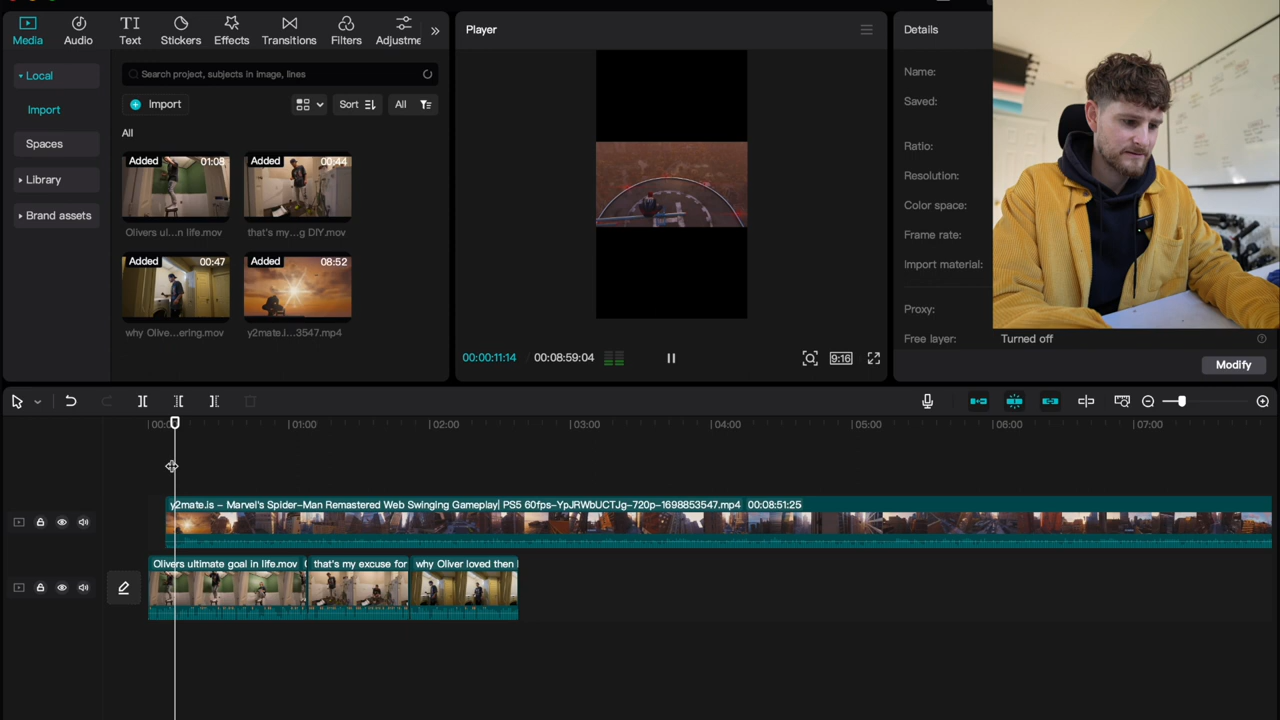 Media
Audio
Text
Stickers
Effects
Transitions
Filters
Adjustme
Local
Import
Spaces
Library
Brand assets
Search project, subjects in image, lines
Import
Sort
All
All
Added 01:08
Olivers ul...n life.mov
Added 00:44
that's my...g DIY.mov
Added 00:47
why Olive...ering.mov
Added 08:52
y2mate.i...3547.mp4
Player
00:00:11:14
00:08:59:04
9:16
Details
Name:
Saved:
Ratio:
Resolution:
Color space:
Frame rate:
Import material:
Proxy:
Free layer: Turned off
Modify
01:00
02:00
03:00
04:00
05:00
06:00
07:00
y2mate.is – Marvel's Spider–Man Remastered Web Swinging Gameplay| PS5 60fps–YpJRWbUCTJg–720p–1698853547.mp4 00:08:51:25
Olivers ultimate goal in life.mov
that's my excuse for
why Oliver loved then